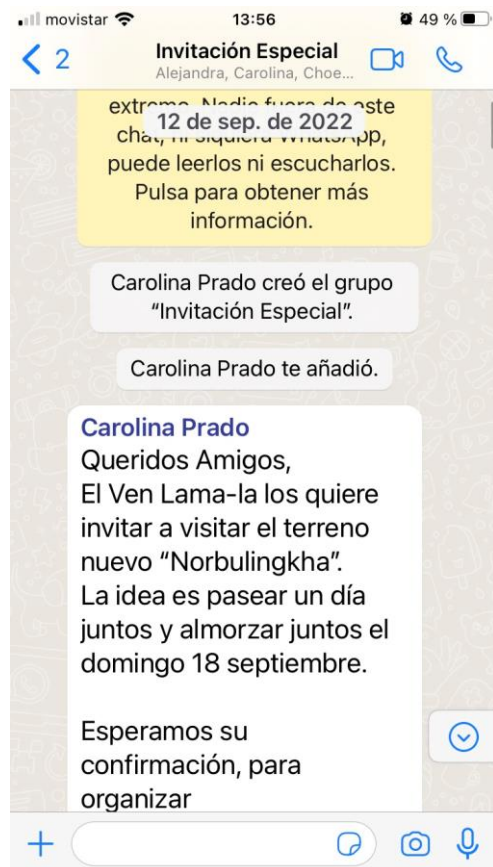 movistar 13:56 49 %
2 Invitación Especial
Alejandra, Carolina, Choe...
12 de sep. de 2022
extremo. Nadie fuera de este
chat, ni siquiera WhatsApp,
puede leerlos ni escucharlos.
Pulsa para obtener más
información.
Carolina Prado creó el grupo
“Invitación Especial”.
Carolina Prado te añadió.
Carolina Prado
Queridos Amigos,
El Ven Lama-la los quiere
invitar a visitar el terreno
nuevo “Norbulingkha”.
La idea es pasear un día
juntos y almorzar juntos el
domingo 18 septiembre.
Esperamos su
confirmación, para
organizar